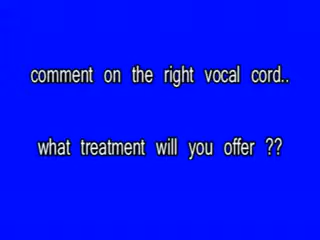 comment on the right vocal cord..
what treatment will you offer ??